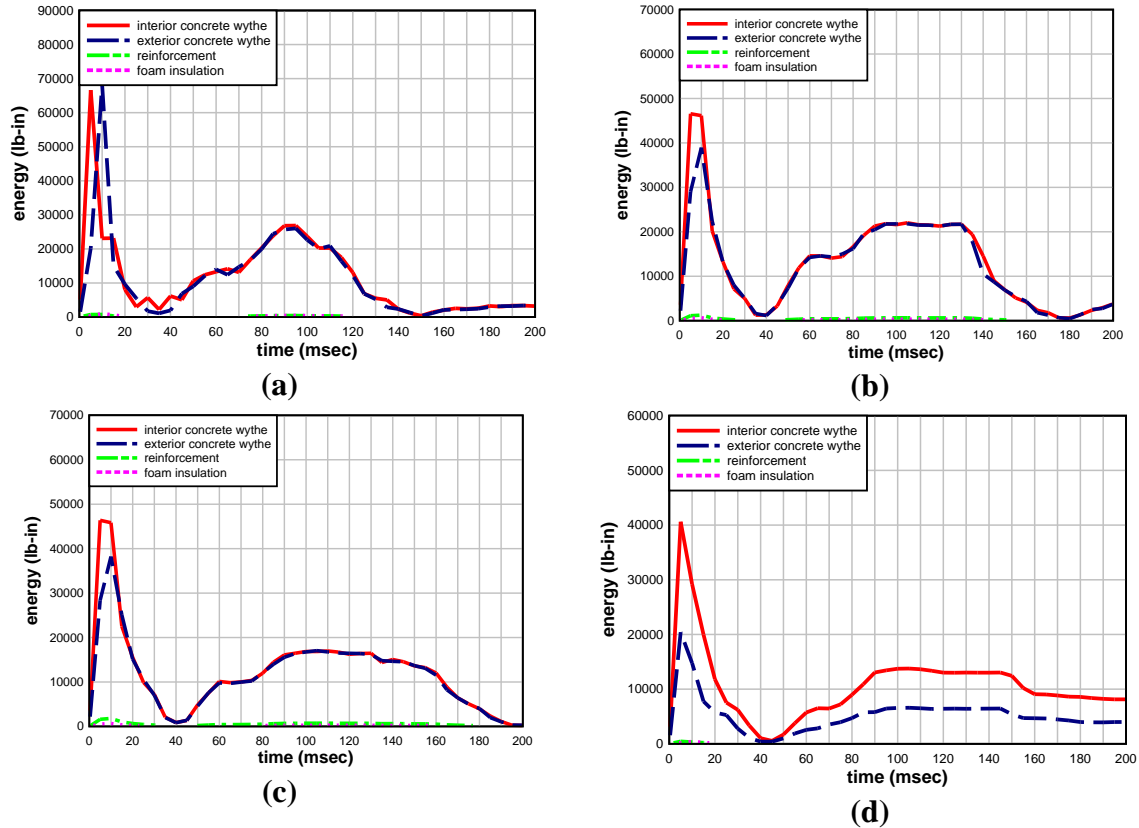 90000
80000
70000
60000
50000
40000
30000
20000
10000
0
energy (lb-in)
interior concrete wythe
exterior concrete wythe
reinforcement
foam insulation
0 20 40 60 80 100 120 140 160 180 200
time (msec)
(a)
70000
60000
50000
40000
30000
20000
10000
0
energy (lb-in)
interior concrete wythe
exterior concrete wythe
reinforcement
foam insulation
0 20 40 60 80 100 120 140 160 180 200
time (msec)
(b)
70000
60000
50000
40000
30000
20000
10000
0
energy (lb-in)
interior concrete wythe
exterior concrete wythe
reinforcement
foam insulation
0 20 40 60 80 100 120 140 160 180 200
time (msec)
(c)
60000
50000
40000
30000
20000
10000
0
energy (lb-in)
interior concrete wythe
exterior concrete wythe
reinforcement
foam insulation
0 20 40 60 80 100 120 140 160 180 200
time (msec)
(d)